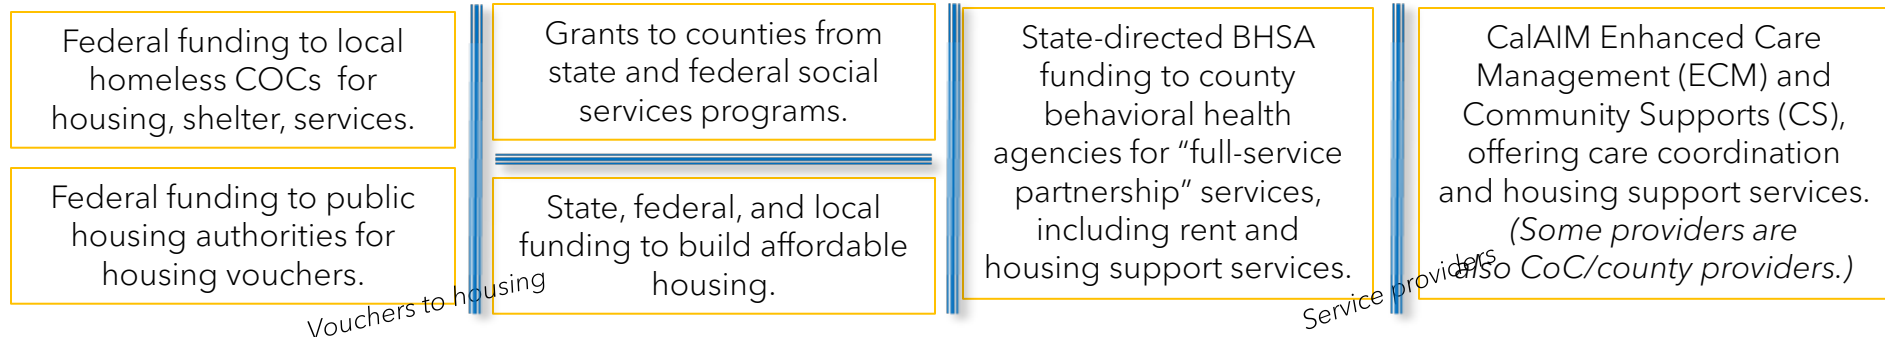 Federal funding to local
homeless COCs for
housing, shelter, services.
Federal funding to public
housing authorities for
housing vouchers.
Vouchers to housing
Grants to counties from
state and federal social
services programs.
State, federal, and local
funding to build affordable
housing.
State-directed BHSA
funding to county
behavioral health
agencies for “full-service
partnership” services,
including rent and
housing support services.
Service providers
CalAIM Enhanced Care
Management (ECM) and
Community Supports (CS),
offering care coordination
and housing support services.
(Some providers are
also CoC/county providers.)